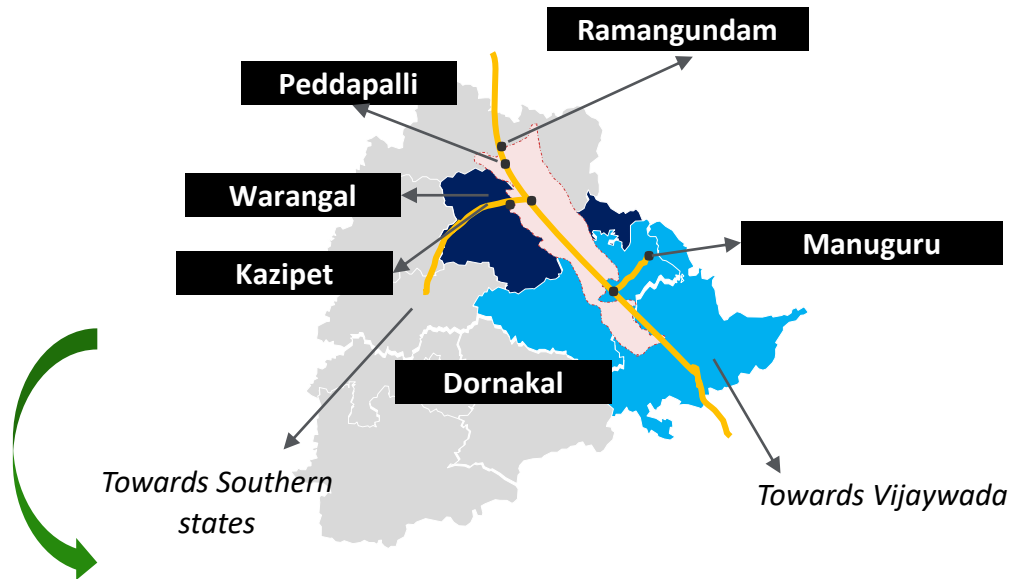 Ramangundam
Peddapalli
Warangal
Manuguru
Kazipet
Dornakal
Towards Southern
states
Towards Vijaywada